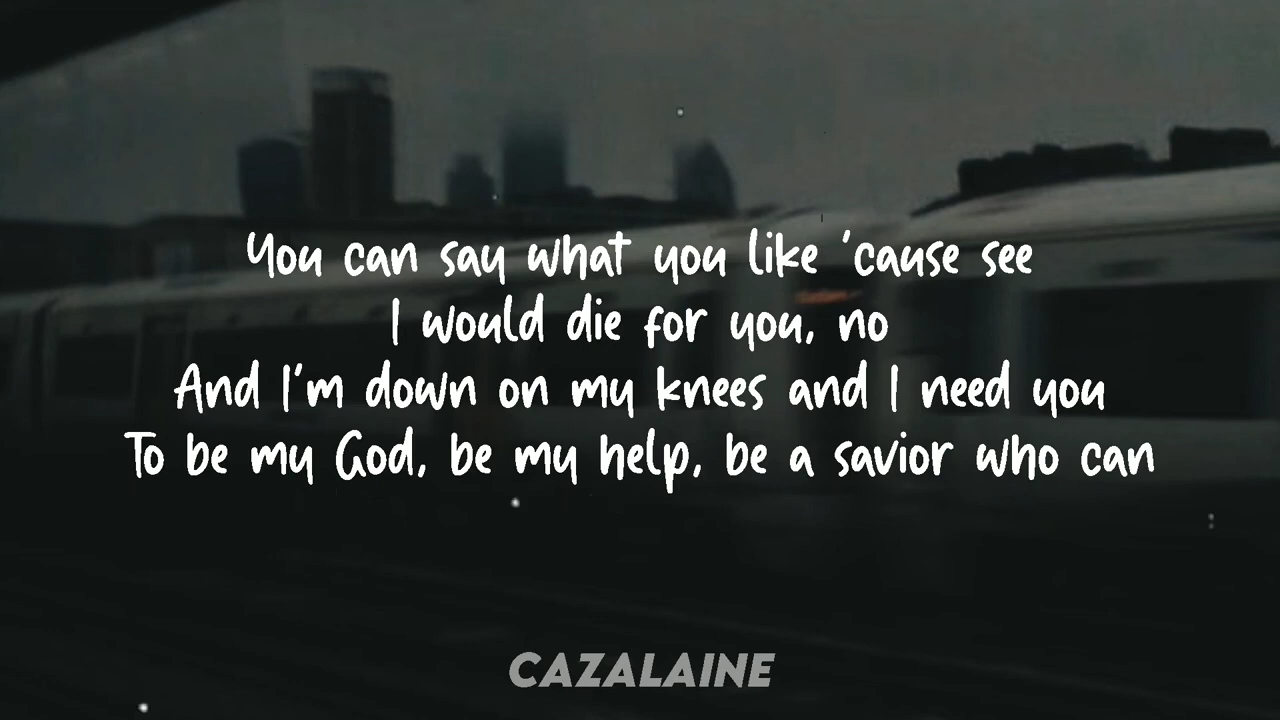 You can say what you like 'cause see
I would die for you, no
And I'm down on my knees and I need you
To be my God, be my help, be a savior who can
CAZALAINE